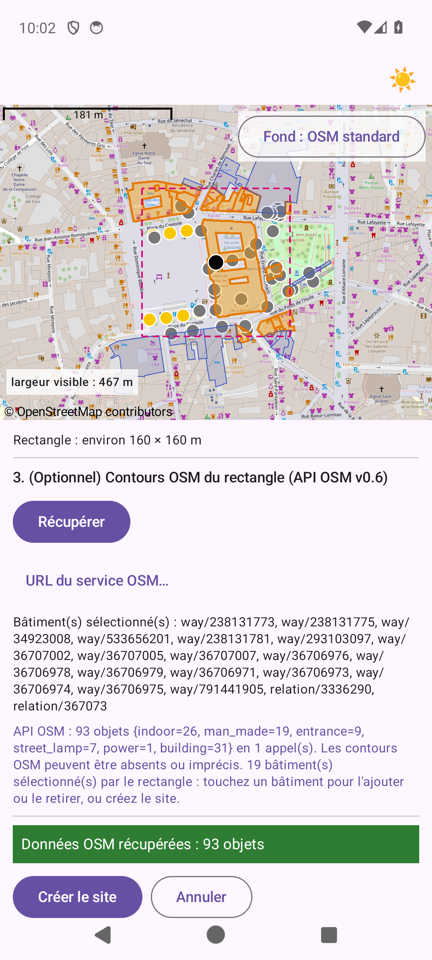 10:02
181 m
Fond : OSM standard
largeur visible : 467 m
© OpenStreetMap contributors
Rectangle : environ 160 × 160 m
3. (Optionnel) Contours OSM du rectangle (API OSM v0.6)
Récupérer
URL du service OSM…
Bâtiment(s) sélectionné(s) : way/238131773, way/238131775, way/
34923008, way/533656201, way/238131781, way/293103097, way/
36707002, way/36707005, way/36707007, way/36706976, way/
36706978, way/36706979, way/36706971, way/36706973, way/
36706974, way/36706975, way/791441905, relation/3336290,
relation/367073
API OSM : 93 objets {indoor=26, man_made=19, entrance=9,
street_lamp=7, power=1, building=31} en 1 appel(s). Les contours
OSM peuvent être absents ou imprécis. 19 bâtiment(s)
sélectionné(s) par le rectangle : touchez un bâtiment pour l'ajouter
ou le retirer, ou créez le site.
Données OSM récupérées : 93 objets
Créer le site
Annuler